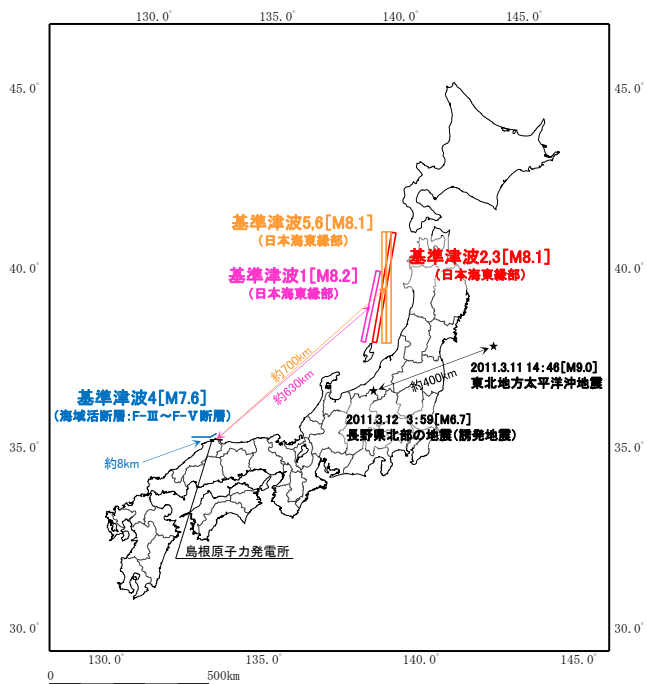 130.0°
135.0°
140.0°
145.0°
45.0°
45.0°
基準津波5,6[M8.1]
(日本海東縁部)
基準津波2,3[M8.1]
(日本海東縁部)
40.0°
40.0°
基準津波1[M8.2]
(日本海東縁部)
約700km
約630km
約400km
2011.3.11 14:46[M9.0]
東北地方太平洋沖地震
基準津波4[M7.6]
(海域活断層:F-Ⅲ~F-Ⅴ断層)
2011.3.12 3:59[M6.7]
長野県北部の地震(誘発地震)
35.0°
35.0°
約8km
島根原子力発電所
30.0°
30.0°
130.0°
135.0°
140.0°
145.0°
0
500km